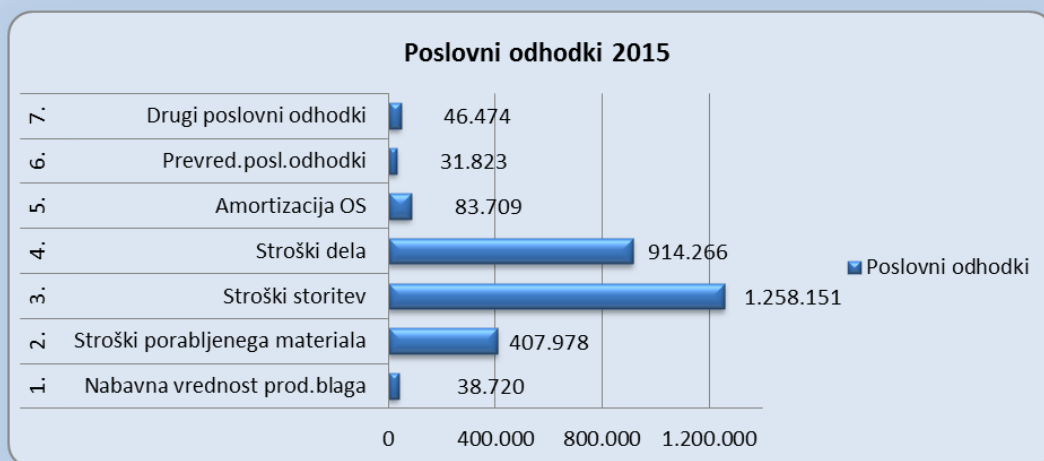 Poslovni odhodki 2015
7. Drugi poslovni odhodki 46.474
6. Prevred.posl.odhodki 31.823
5. Amortizacija OS 83.709
4. Stroški dela 914.266
3. Stroški storitev 1.258.151
2. Stroški porabljenega materiala 407.978
1. Nabavna vrednost prod.blaga 38.720
0 400.000 800.000 1.200.000
Poslovni odhodki